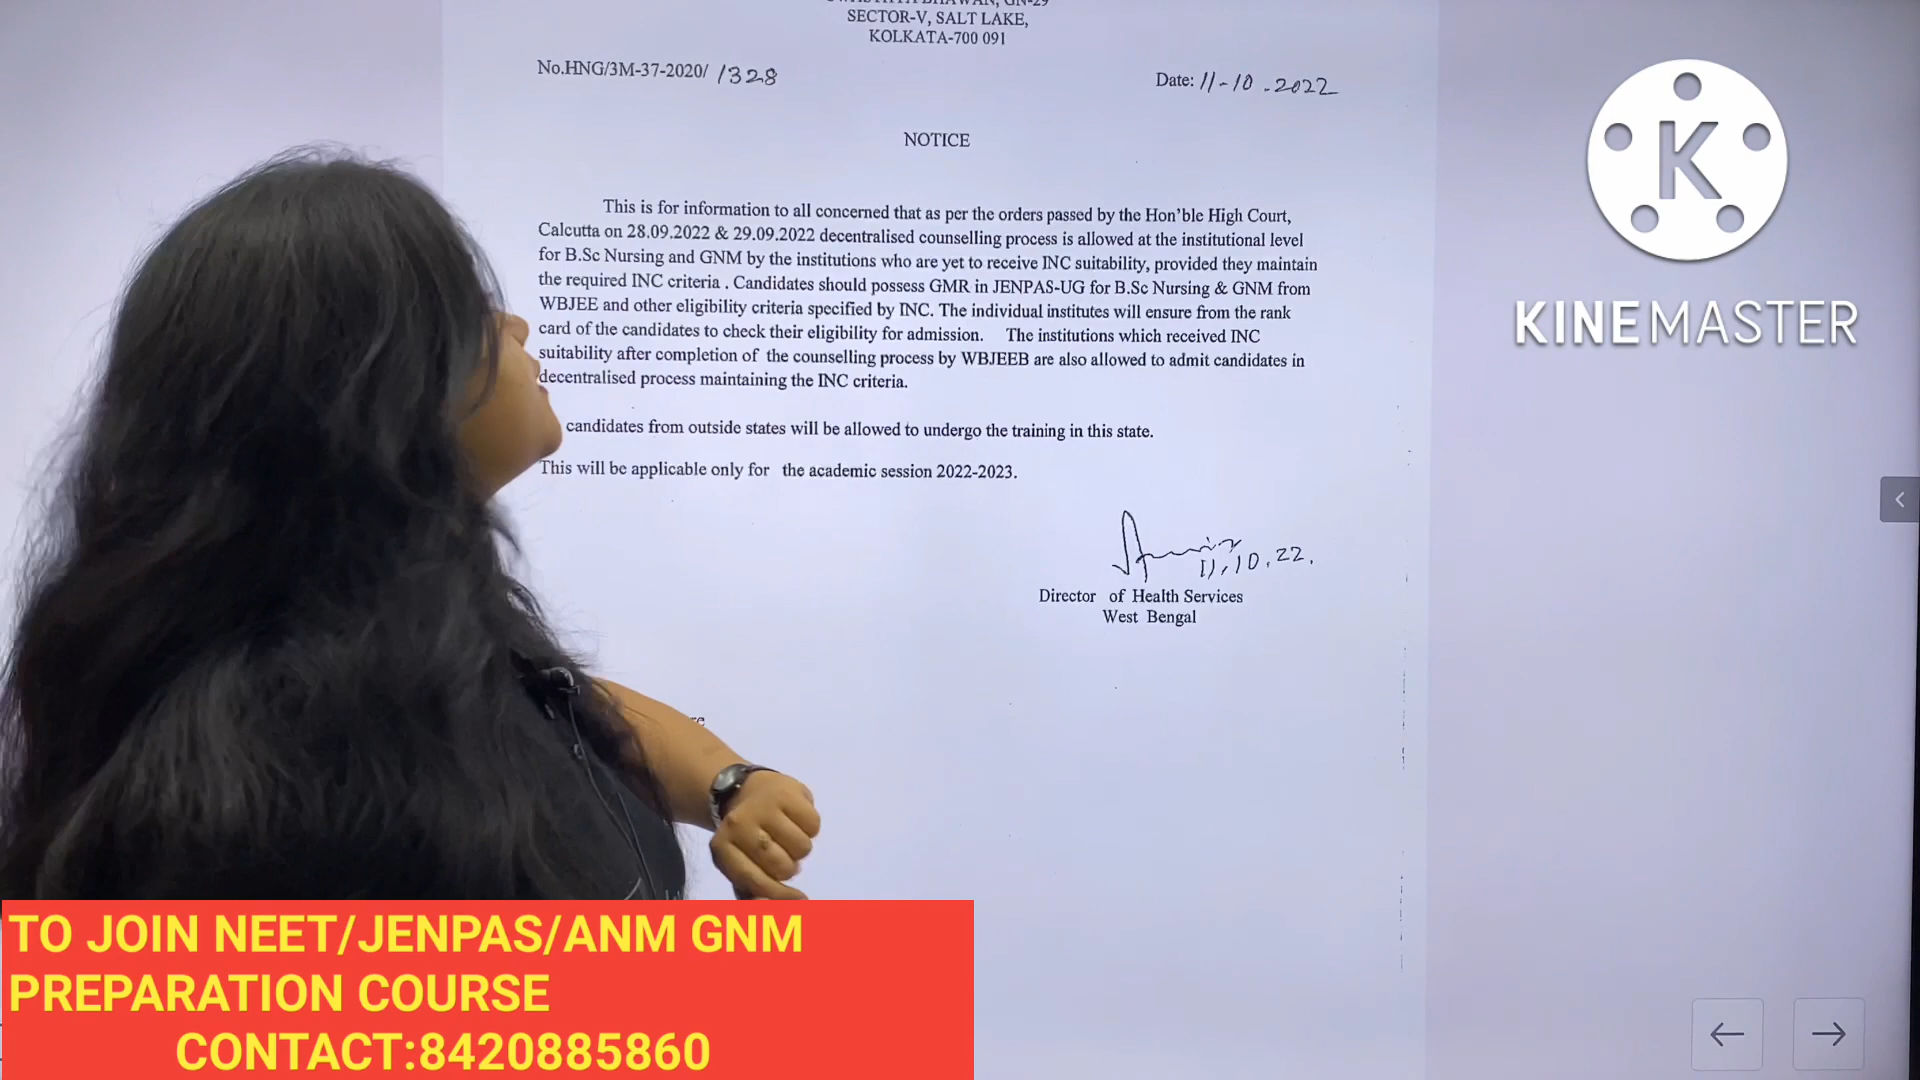 SECTOR-V, SALT LAKE,
KOLKATA-700 091
No.HNG/3M-37-2020/ 1328
Date: 11-10.2022
NOTICE
This is for information to all concerned that as per the orders passed by the Hon'ble High Court,
Calcutta on 28.09.2022 & 29.09.2022 decentralised counselling process is allowed at the institutional level
for B.Sc Nursing and GNM by the institutions who are yet to receive INC suitability, provided they maintain
the required INC criteria . Candidates should possess GMR in JENPAS-UG for B.Sc Nursing & GNM from
WBJEE and other eligibility criteria specified by INC. The individual institutes will ensure from the rank
card of the candidates to check their eligibility for admission. The institutions which received INC
suitability after completion of the counselling process by WBJEEB are also allowed to admit candidates in
decentralised process maintaining the INC criteria.
candidates from outside states will be allowed to undergo the training in this state.
This will be applicable only for the academic session 2022-2023.
11.10.22.
Director of Health Services
West Bengal
K
KINEMASTER
TO JOIN NEET/JENPAS/ANM GNM
PREPARATION COURSE
CONTACT:8420885860